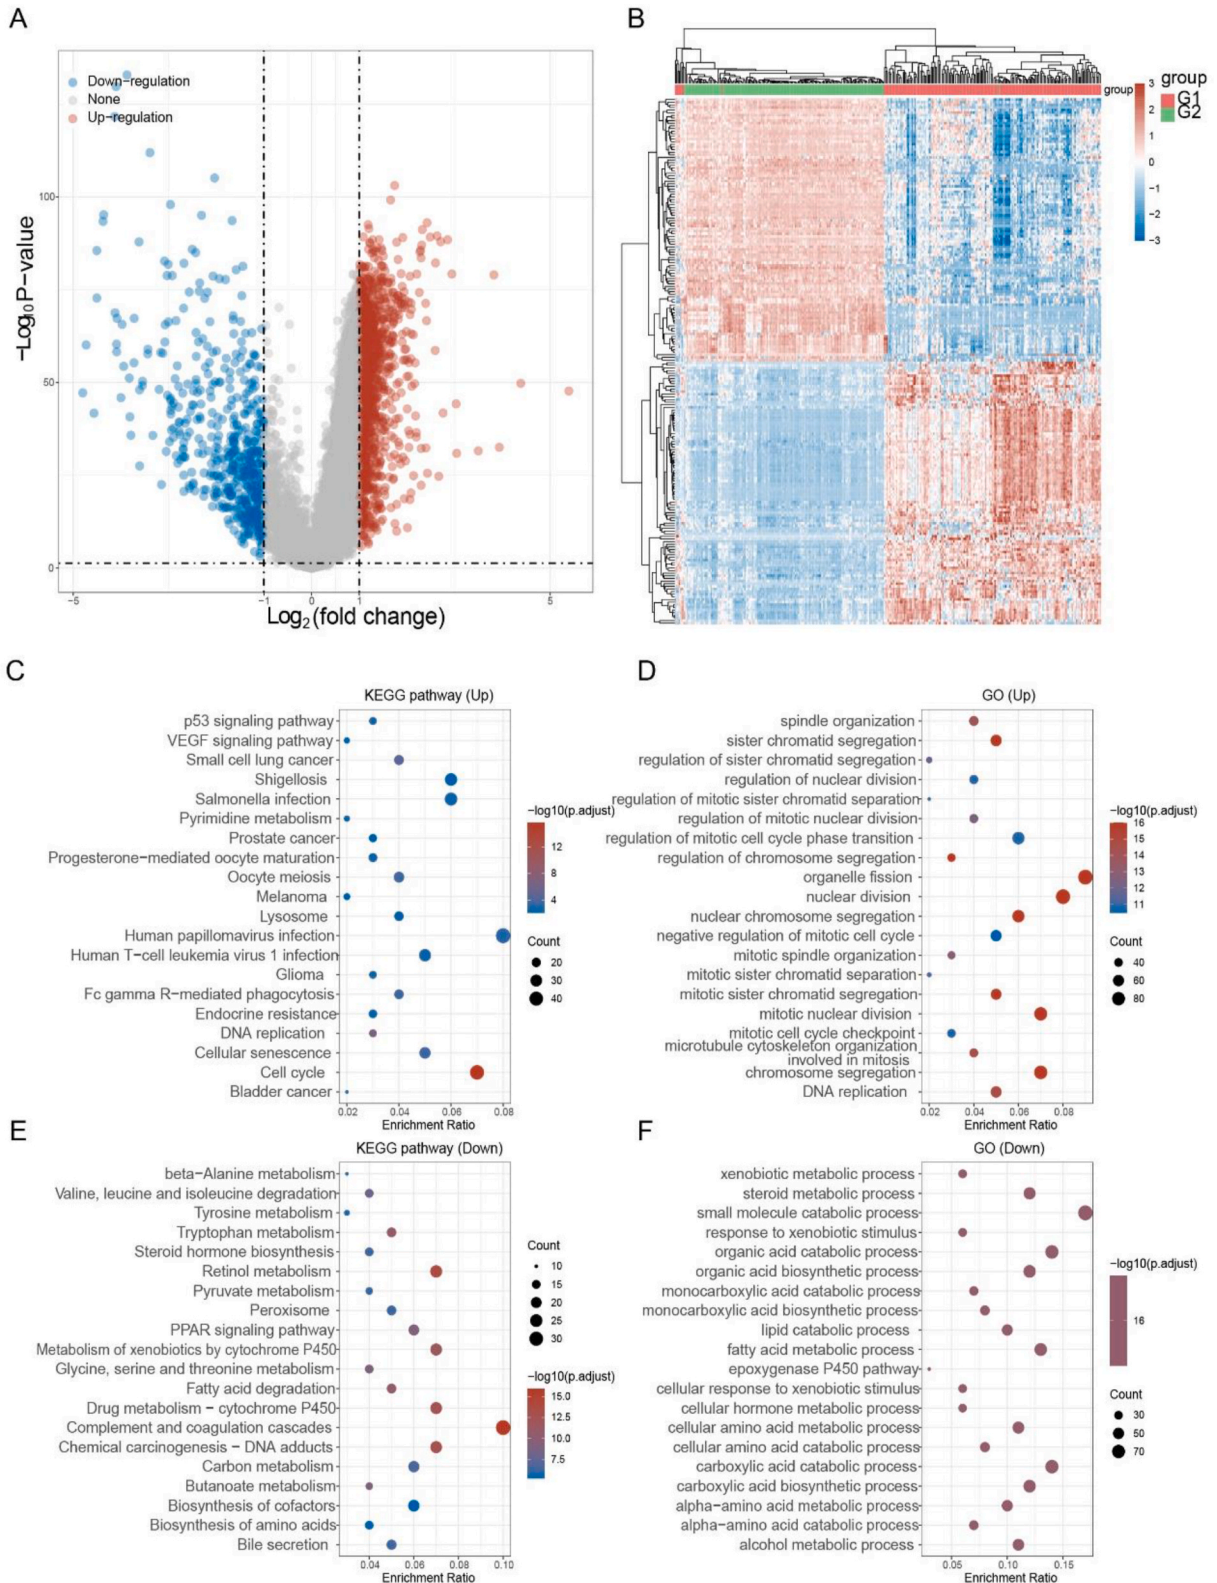 A
Down−regulation
None
Up−regulation
100
50
0
−Log10P−value
−5
−1
0
1
5
Log2(fold change)
B
group
group
G1
G2
3
2
1
0
−1
−2
−3
C
KEGG pathway (Up)
p53 signaling pathway
VEGF signaling pathway
Small cell lung cancer
Shigellosis
Salmonella infection
Pyrimidine metabolism
Prostate cancer
Progesterone−mediated oocyte maturation
Oocyte meiosis
Melanoma
Lysosome
Human papillomavirus infection
Human T−cell leukemia virus 1 infection
Glioma
Fc gamma R−mediated phagocytosis
Endocrine resistance
DNA replication
Cellular senescence
Cell cycle
Bladder cancer
0.02
0.04
0.06
0.08
Enrichment Ratio
−log10(p.adjust)
12
8
4
Count
20
30
40
D
GO (Up)
spindle organization
sister chromatid segregation
regulation of sister chromatid segregation
regulation of nuclear division
regulation of mitotic sister chromatid separation
regulation of mitotic nuclear division
regulation of mitotic cell cycle phase transition
regulation of chromosome segregation
organelle fission
nuclear division
nuclear chromosome segregation
negative regulation of mitotic cell cycle
mitotic spindle organization
mitotic sister chromatid separation
mitotic sister chromatid segregation
mitotic nuclear division
mitotic cell cycle checkpoint
microtubule cytoskeleton organization
involved in mitosis
chromosome segregation
DNA replication
0.02
0.04
0.06
0.08
Enrichment Ratio
−log10(p.adjust)
16
15
14
13
12
11
Count
40
60
80
E
KEGG pathway (Down)
beta−Alanine metabolism
Valine, leucine and isoleucine degradation
Tyrosine metabolism
Tryptophan metabolism
Steroid hormone biosynthesis
Retinol metabolism
Pyruvate metabolism
Peroxisome
PPAR signaling pathway
Metabolism of xenobiotics by cytochrome P450
Glycine, serine and threonine metabolism
Fatty acid degradation
Drug metabolism − cytochrome P450
Complement and coagulation cascades
Chemical carcinogenesis − DNA adducts
Carbon metabolism
Butanoate metabolism
Biosynthesis of cofactors
Biosynthesis of amino acids
Bile secretion
0.04
0.06
0.08
0.10
Enrichment Ratio
Count
10
15
20
25
30
−log10(p.adjust)
15.0
12.5
10.0
7.5
F
GO (Down)
xenobiotic metabolic process
steroid metabolic process
small molecule catabolic process
response to xenobiotic stimulus
organic acid catabolic process
organic acid biosynthetic process
monocarboxylic acid catabolic process
monocarboxylic acid biosynthetic process
lipid catabolic process
fatty acid metabolic process
epoxygenase P450 pathway
cellular response to xenobiotic stimulus
cellular hormone metabolic process
cellular amino acid metabolic process
cellular amino acid catabolic process
carboxylic acid catabolic process
carboxylic acid biosynthetic process
alpha−amino acid metabolic process
alpha−amino acid catabolic process
alcohol metabolic process
0.05
0.10
0.15
Enrichment Ratio
−log10(p.adjust)
16
Count
30
50
70